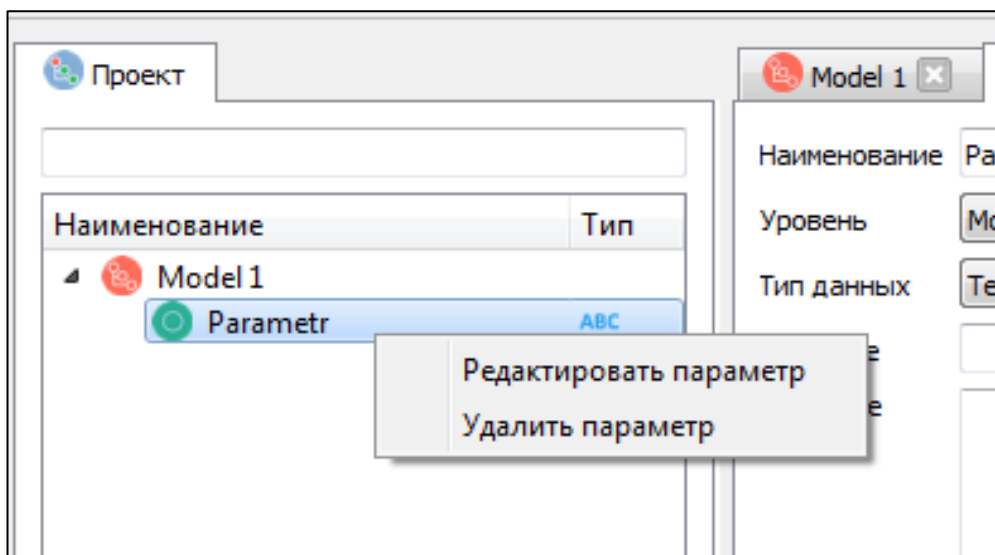 Проект
Наименование Тип
Model 1
Parametr ABC
Редактировать параметр
Удалить параметр
Model 1
Наименование
Уровень
Тип данных